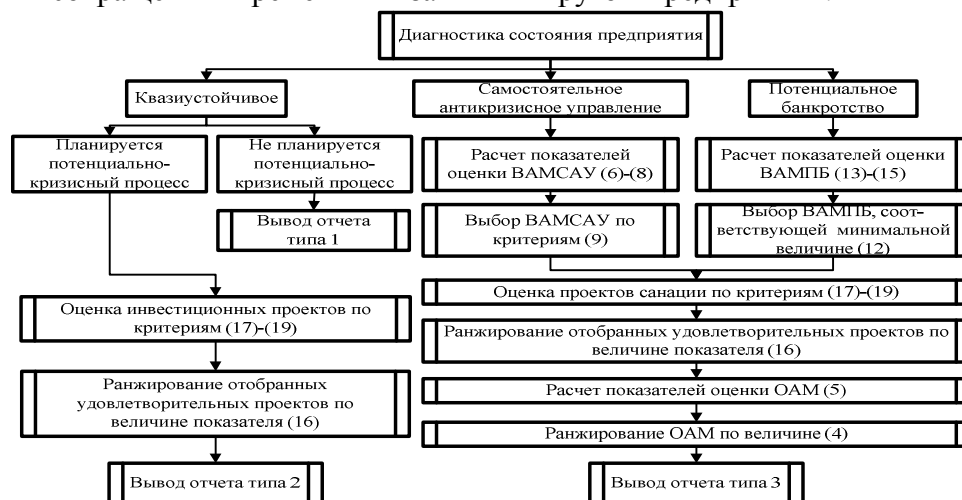 Диагностика состояния предприятия
Квазиустойчивое
Самостоятельное
антикризисное управление
Потенциальное
банкротство
Планируется
потенциально-
кризисный процесс
Не планируется
потенциально-
кризисный процесс
Расчет показателей
оценки ВАМСАУ (6)-(8)
Расчет показателей оценки
ВАМПБ (13)-(15)
Вывод отчета
типа 1
Выбор ВАМСАУ по
критериям (9)
Выбор ВАМПБ, соот-
ветствующей минимальной
величине (12)
Оценка инвестиционных проектов по
критериям (17)-(19)
Оценка проектов санации по критериям (17)-(19)
Ранжирование отобранных удовлетворительных проектов по
величине показателя (16)
Ранжирование отобранных
удовлетворительных проектов по
величине показателя (16)
Расчет показателей оценки ОАМ (5)
Ранжирование ОАМ по величине (4)
Вывод отчета типа 2
Вывод отчета типа 3